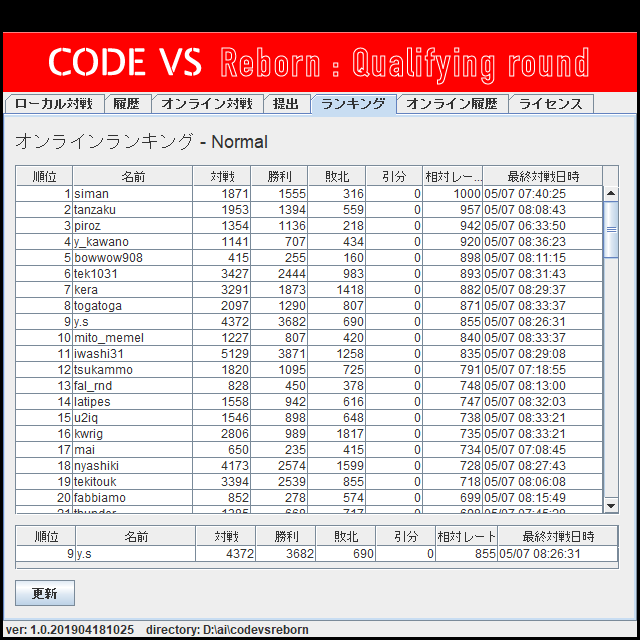 CODE VS Reborn : Qualifying round
ローカル対戦 履歴 オンライン対戦 提出 ランキング オンライン履歴 ライセンス
オンラインランキング - Normal
順位 名前 対戦 勝利 敗北 引分 相対レー... 最終対戦日時
1 siman 1871 1555 316 0 1000 05/07 07:40:25
2 tanzaku 1953 1394 559 0 957 05/07 08:08:43
3 piroz 1354 1136 218 0 942 05/07 06:33:50
4 y_kawano 1141 707 434 0 920 05/07 08:36:23
5 bowwow908 415 255 160 0 898 05/07 08:11:15
6 tek1031 3427 2444 983 0 893 05/07 08:31:43
7 kera 3291 1873 1418 0 882 05/07 08:29:37
8 togatoga 2097 1290 807 0 871 05/07 08:33:37
9 y.s 4372 3682 690 0 855 05/07 08:26:31
10 mito_memel 1227 807 420 0 840 05/07 08:33:37
11 iwashi31 5129 3871 1258 0 835 05/07 08:29:08
12 tsukammo 1820 1095 725 0 791 05/07 07:18:55
13 fal_rnd 828 450 378 0 748 05/07 08:13:00
14 latipes 1558 942 616 0 747 05/07 08:32:03
15 u2iq 1546 898 648 0 738 05/07 08:33:21
16 kwrig 2806 989 1817 0 735 05/07 08:33:21
17 mai 650 235 415 0 734 05/07 07:08:45
18 nyashiki 4173 2574 1599 0 728 05/07 08:27:43
19 tekitouk 3394 2539 855 0 718 05/07 08:06:08
20 fabbiamo 852 278 574 0 699 05/07 08:15:49
順位 名前 対戦 勝利 敗北 引分 相対レート 最終対戦日時
9 y.s 4372 3682 690 0 855 05/07 08:26:31
更新
ver: 1.0.201904181025 directory: D:\ai\codevsreborn